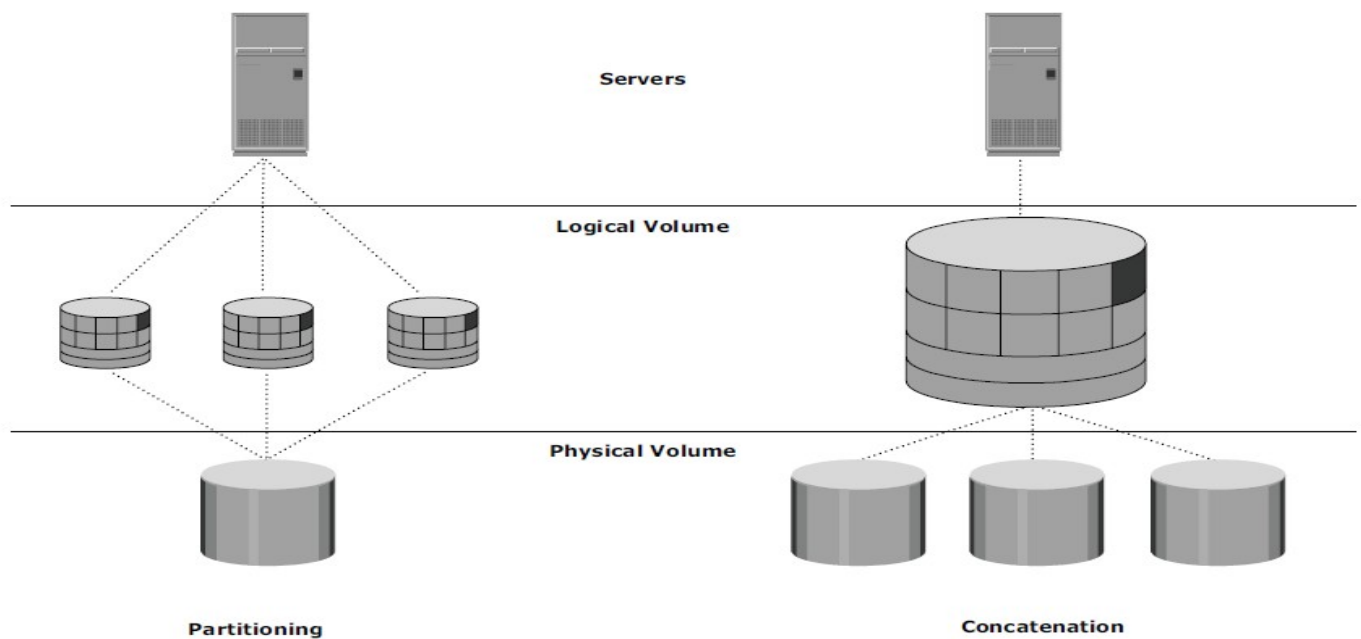 Servers
Logical Volume
Physical Volume
Partitioning
Concatenation